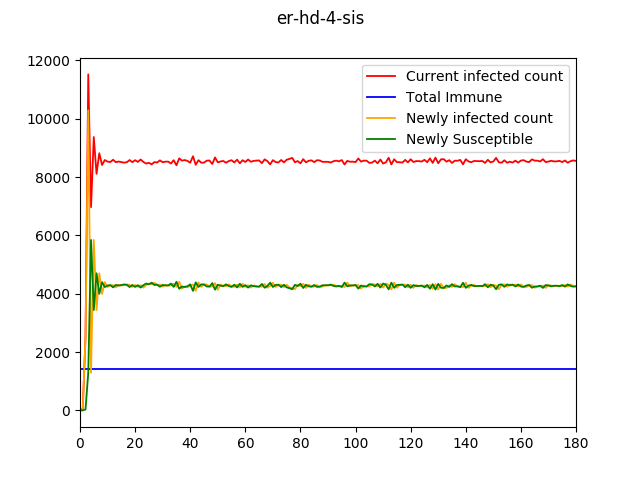 er-hd-4-sis
12000
10000
8000
6000
4000
2000
0
Current infected count
Total Immune
Newly infected count
Newly Susceptible
0 20 40 60 80 100 120 140 160 180